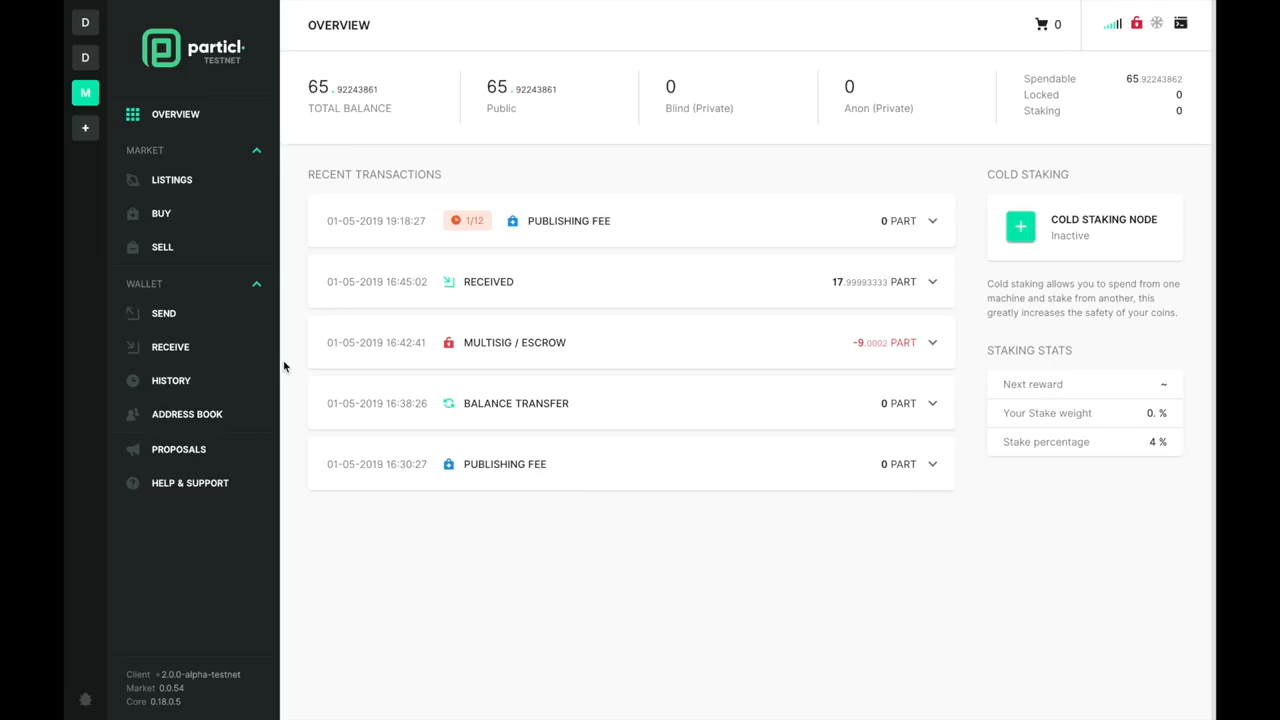 D
D
M
+
particl
TESTNET
OVERVIEW
MARKET
LISTINGS
BUY
SELL
WALLET
SEND
RECEIVE
HISTORY
ADDRESS BOOK
PROPOSALS
HELP & SUPPORT
Client 2.0.0-alpha-testnet
Market 0.0.54
Core 0.18.0.5
OVERVIEW
0
65 . 92243861
TOTAL BALANCE
65 . 92243861
Public
0
Blind (Private)
0
Anon (Private)
Spendable 65.92243862
Locked 0
Staking 0
RECENT TRANSACTIONS
01-05-2019 19:18:27 1/12 PUBLISHING FEE 0 PART
01-05-2019 16:45:02 RECEIVED 17.99993333 PART
01-05-2019 16:42:41 MULTISIG / ESCROW -9.0002 PART
01-05-2019 16:38:26 BALANCE TRANSFER 0 PART
01-05-2019 16:30:27 PUBLISHING FEE 0 PART
COLD STAKING
+
COLD STAKING NODE
Inactive
Cold staking allows you to spend from one
machine and stake from another, this
greatly increases the safety of your coins.
STAKING STATS
Next reward ~
Your Stake weight 0. %
Stake percentage 4 %